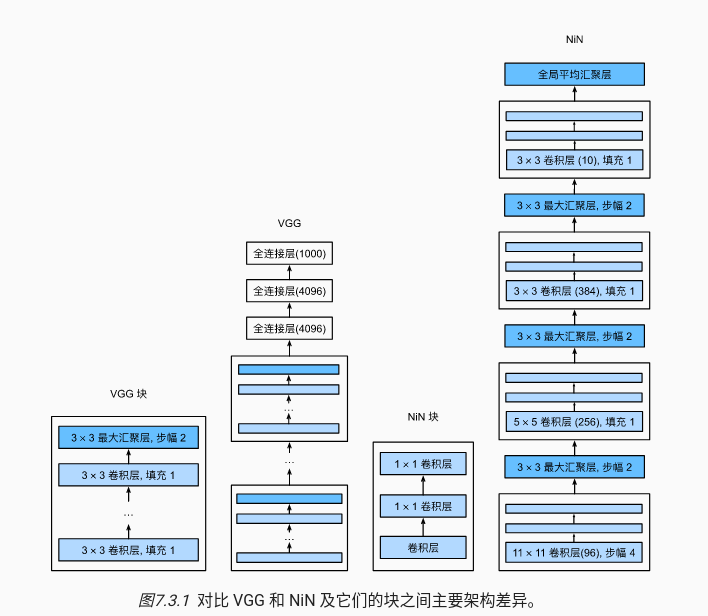 VGG 块
3 × 3 最大汇聚层, 步幅 2
3 × 3 卷积层, 填充 1
...
3 × 3 卷积层, 填充 1
VGG
全连接层(1000)
全连接层(4096)
全连接层(4096)
...
...
...
NiN 块
1 × 1 卷积层
1 × 1 卷积层
卷积层
NiN
全局平均汇聚层
3 × 3 卷积层 (10), 填充 1
3 × 3 最大汇聚层, 步幅 2
3 × 3 卷积层 (384), 填充 1
3 × 3 最大汇聚层, 步幅 2
5 × 5 卷积层 (256), 填充 1
3 × 3 最大汇聚层, 步幅 2
11 × 11 卷积层(96), 步幅 4
图7.3.1 对比 VGG 和 NiN 及它们的块之间主要架构差异。